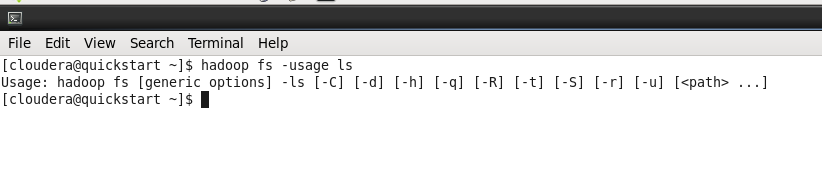 File Edit View Search Terminal Help
[cloudera@quickstart ~]$ hadoop fs -usage ls
Usage: hadoop fs [generic options] -ls [-C] [-d] [-h] [-q] [-R] [-t] [-S] [-r] [-u] [<path> ...]
[cloudera@quickstart ~]$